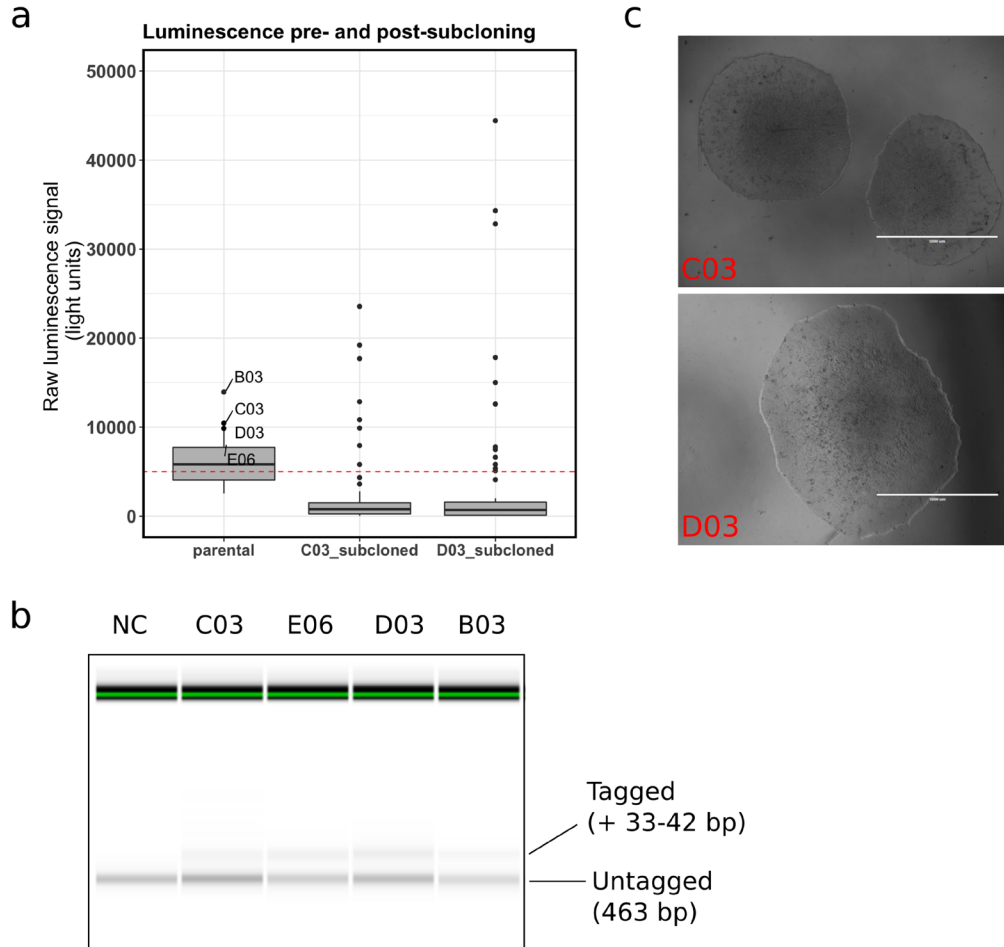 a
Luminescence pre- and post-subcloning
Raw luminescence signal
(light units)
50000
40000
30000
20000
10000
0
B03
C03
D03
E06
parental
C03_subcloned
D03_subcloned
c
C03
D03
b
NC
C03
E06
D03
B03
Tagged
(+ 33-42 bp)
Untagged
(463 bp)